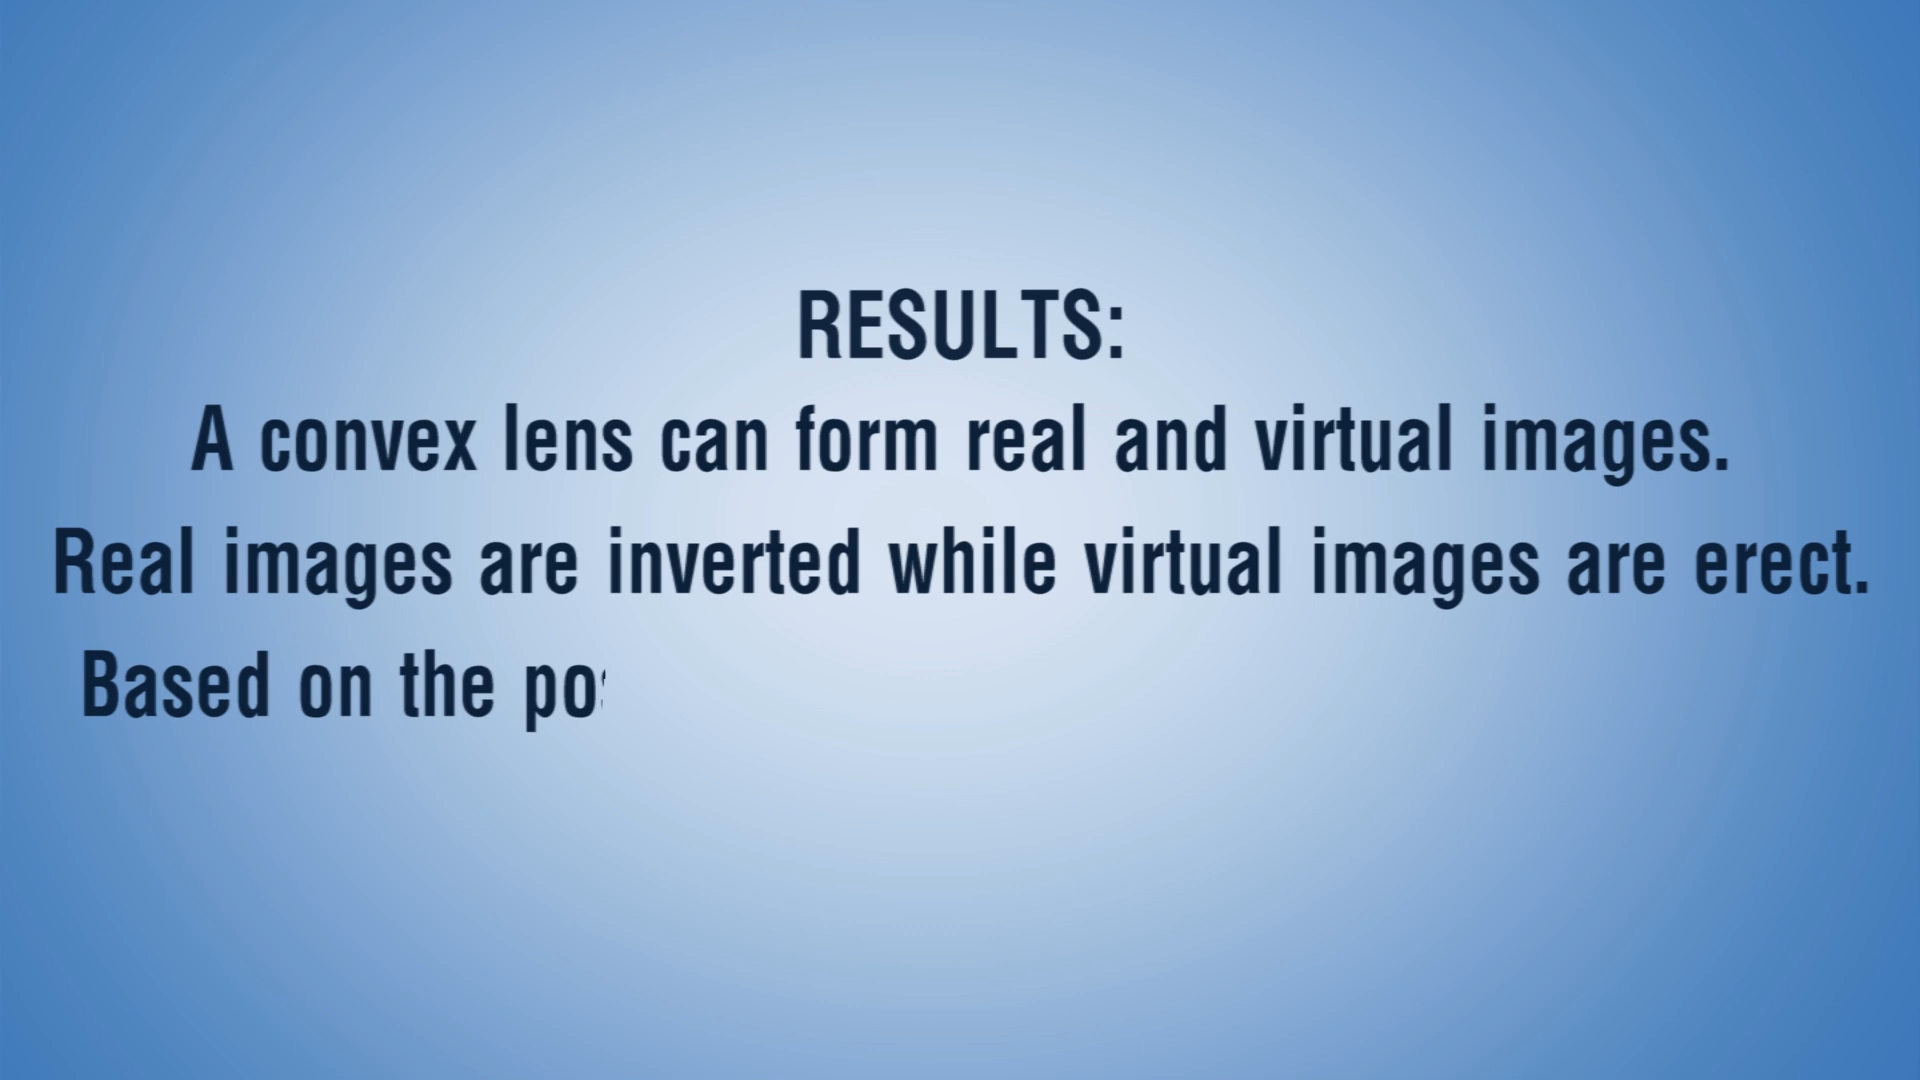 RESULTS:
A convex lens can form real and virtual images.
Real images are inverted while virtual images are erect.
Based on the po